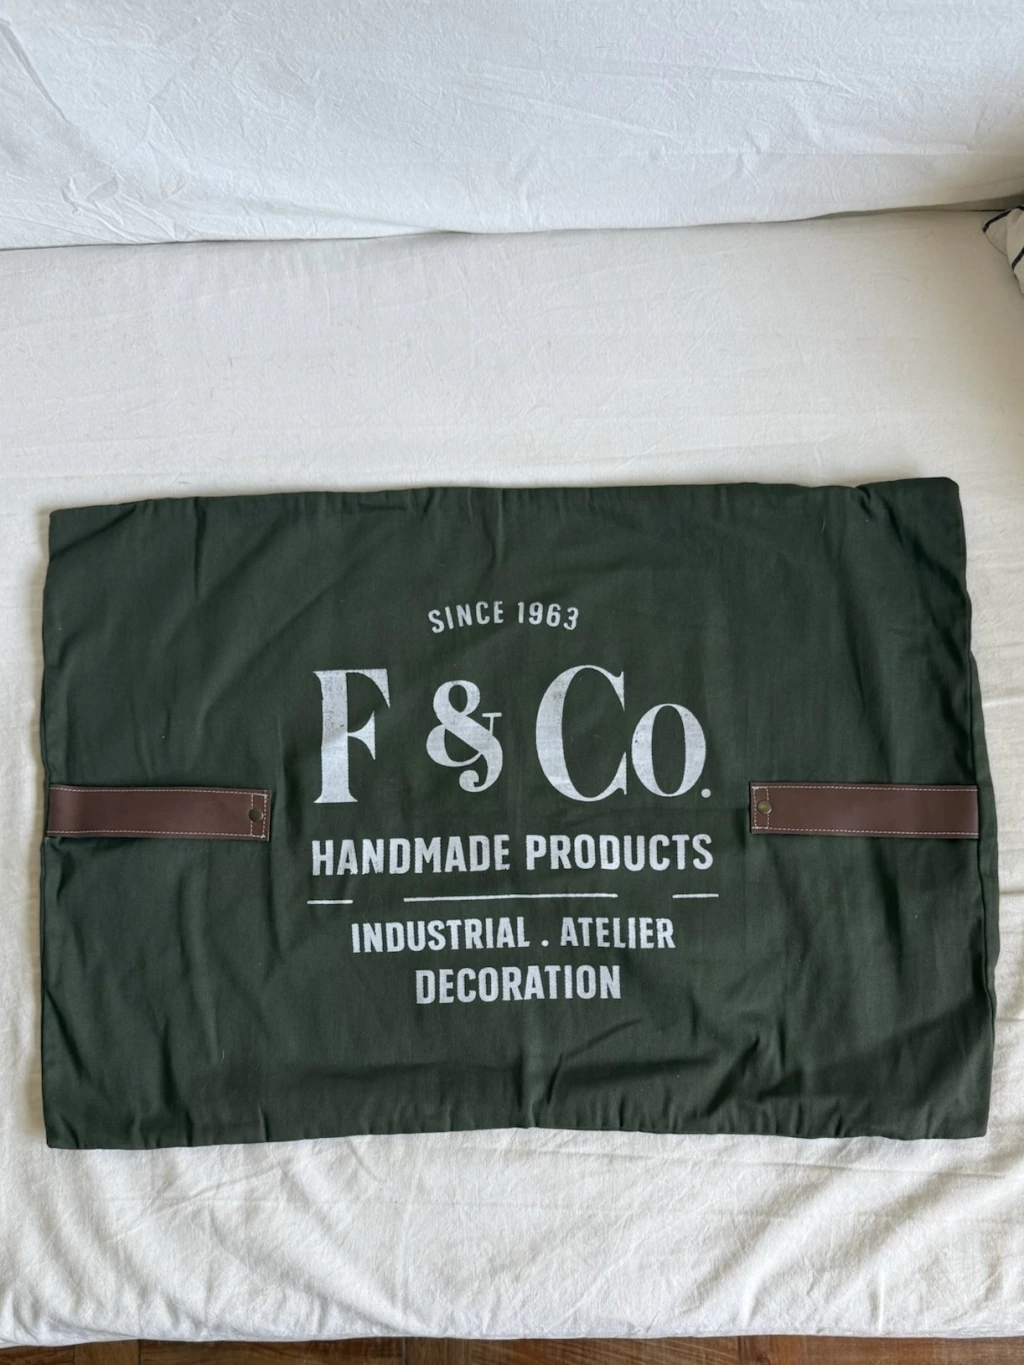 SINCE 1963
F & Co.
HANDMADE PRODUCTS
INDUSTRIAL . ATELIER
DECORATION